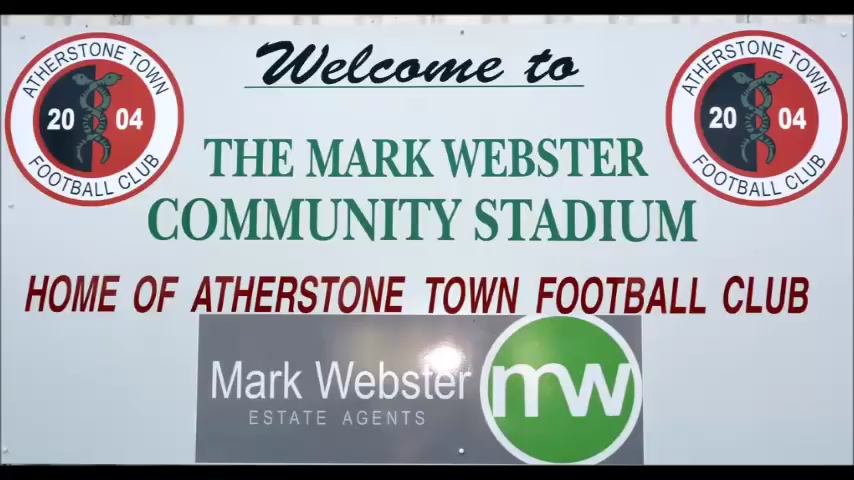 Welcome to
ATHERSTONE TOWN
20 04
FOOTBALL CLUB
ATHERSTONE TOWN
20 04
FOOTBALL CLUB
THE MARK WEBSTER
COMMUNITY STADIUM
HOME OF ATHERSTONE TOWN FOOTBALL CLUB
Mark Webster
ESTATE AGENTS
mw